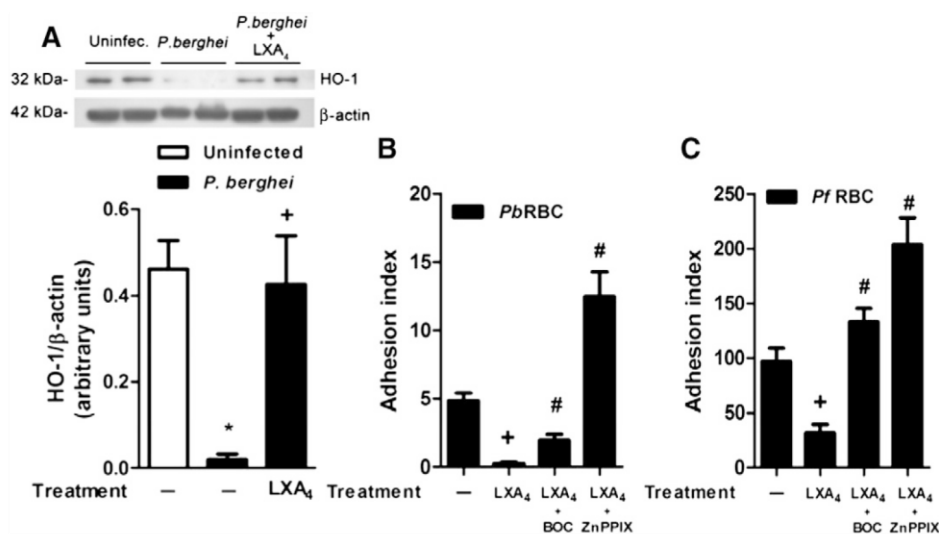 A
Uninfec. P.berghei P.berghei
+
LXA₄
32 kDa- HO-1
42 kDa- β-actin
Uninfected
P. berghei
HO-1/β-actin
(arbitrary units)
0.6
0.4
0.2
0.0
+
*
Treatment — — LXA₄
B
PbRBC
Adhesion index
20
15
10
5
0
+
#
#
Treatment — LXA₄ LXA₄ LXA₄
+ +
BOC ZnPPIX
C
Pf RBC
Adhesion index
250
200
150
100
50
0
+
#
#
Treatment — LXA₄ LXA₄ LXA₄
+ +
BOC ZnPPIX